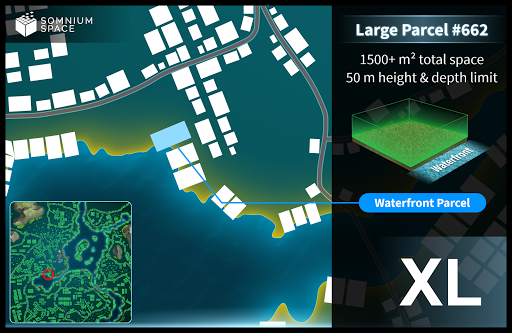 SOMNIUM
SPACE
Large Parcel #662
1500+ m² total space
50 m height & depth limit
Waterfront
Waterfront Parcel
XL